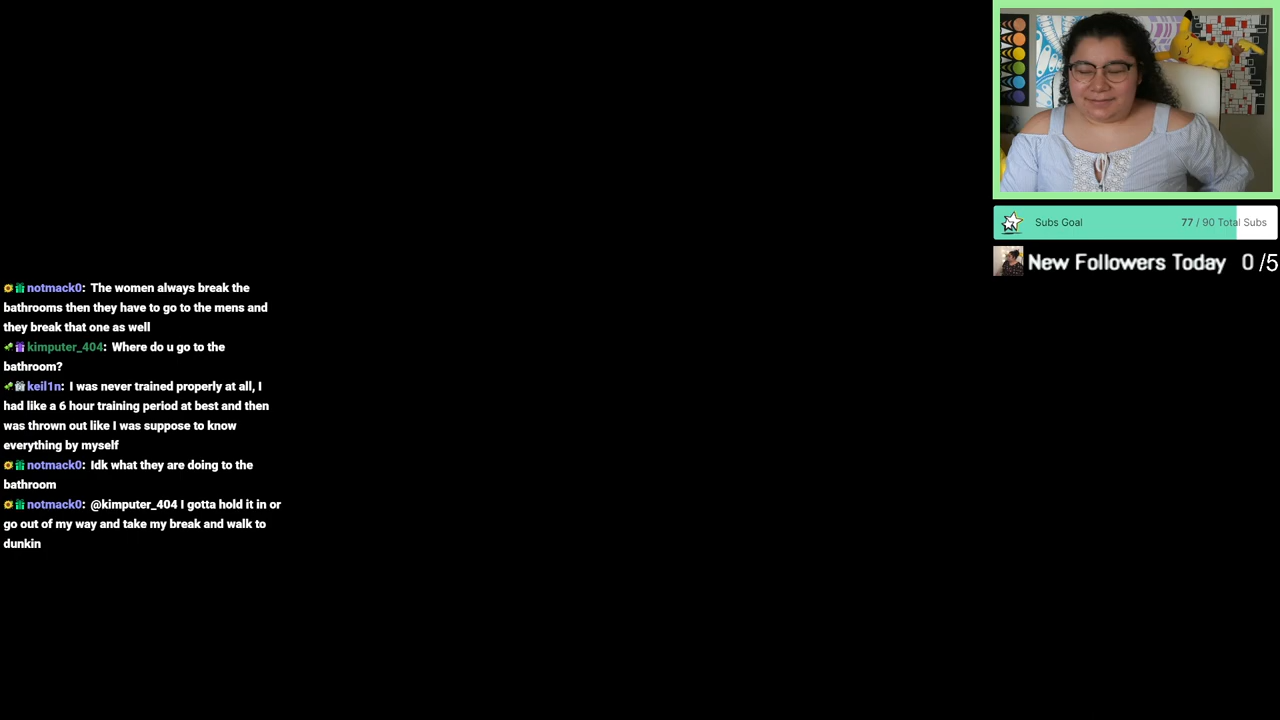 Subs Goal 77 / 90 Total Subs
New Followers Today 0 /5
notmack0: The women always break the
bathrooms then they have to go to the mens and
they break that one as well
kimputer_404: Where do u go to the
bathroom?
keil1n: I was never trained properly at all, I
had like a 6 hour training period at best and then
was thrown out like I was suppose to know
everything by myself
notmack0: Idk what they are doing to the
bathroom
notmack0: @kimputer_404 I gotta hold it in or
go out of my way and take my break and walk to
dunkin